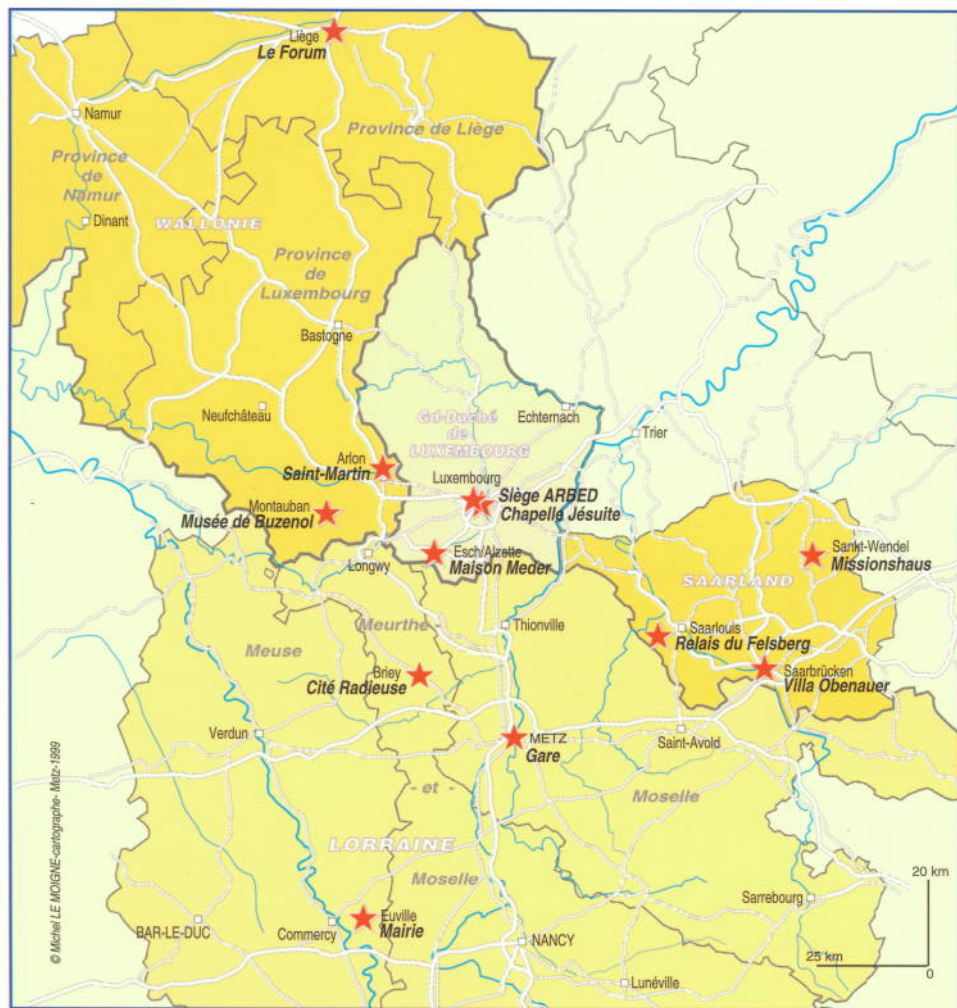 Liège
Le Forum
Namur
Province de Liège
Province
de
Namur
Dinant
WALLONIE
Province
de
Luxembourg
Bastogne
Neufchâteau
Echternach
Gd-Duché
de
LUXEMBOURG
Trier
Arlon
Saint-Martin
Luxembourg
Siège ARBED
Chapelle Jésuite
Montauban
Musée de Buzenol
Longwy
Esch/Alzette
Maison Meder
Sankt-Wendel
Missionshaus
SAARLAND
Meurthe -
Thionville
Saarlouis
Relais du Felsberg
Meuse
Briey
Cité Radieuse
Saarbrücken
Villa Obenauer
Verdun
METZ
Gare
Saint-Avold
- et -
Moselle
LORRAINE
Moselle
20 km
Sarrebourg
Euville
Mairie
BAR-LE-DUC
Commercy
NANCY
25 km
0
Lunéville
© Michel LE MOIGNE-cartographe- Metz-1999